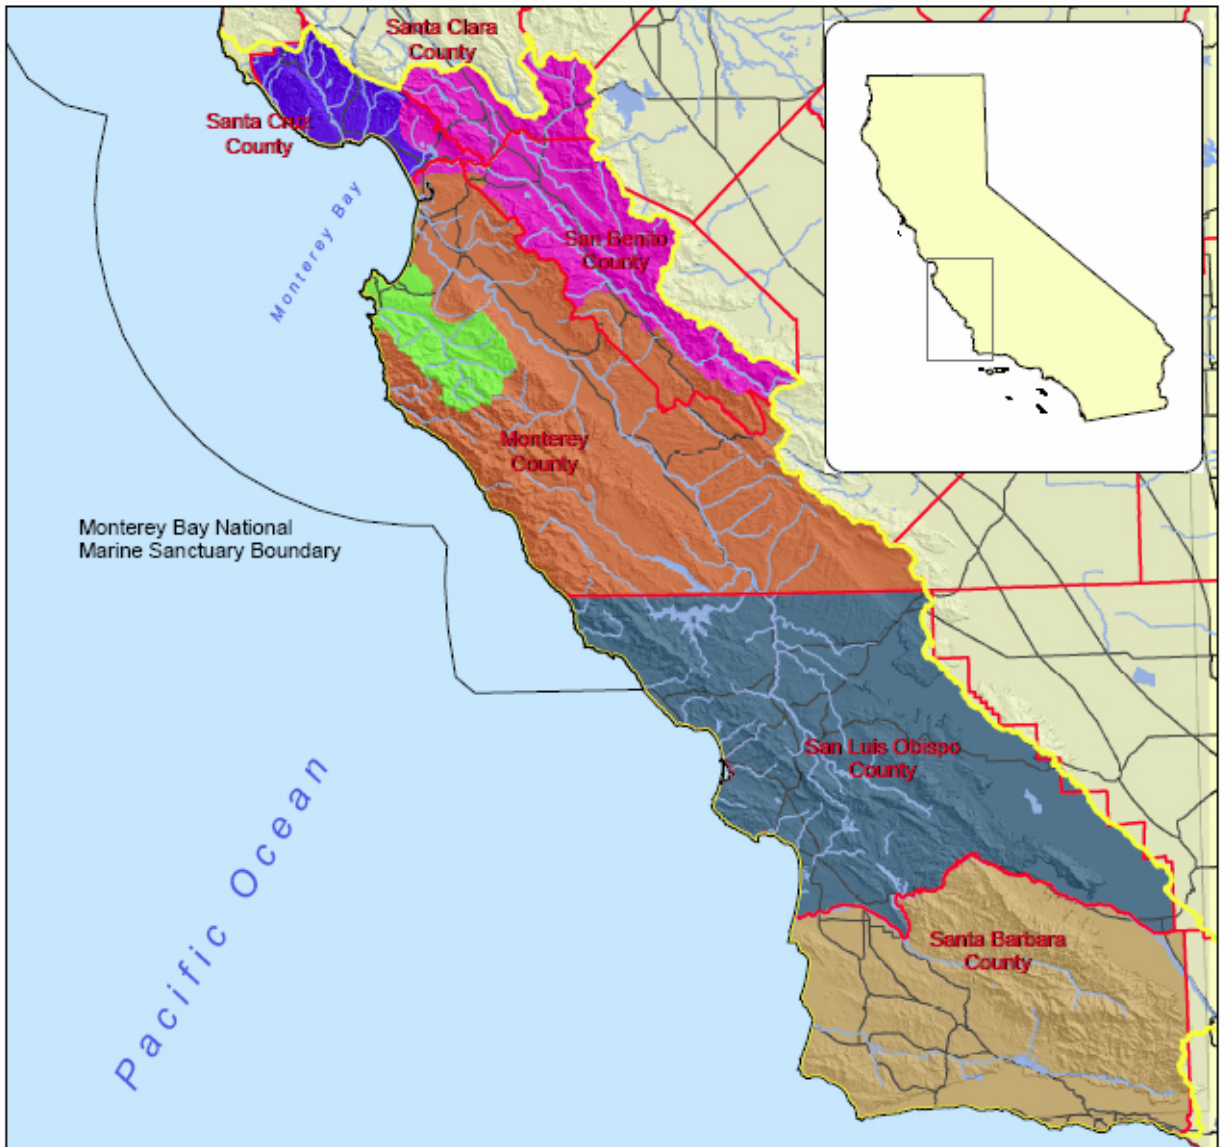 Santa Clara
County
Santa Cruz
County
Monterey Bay
San Benito
County
Monterey
County
Monterey Bay National
Marine Sanctuary Boundary
San Luis Obispo
County
Pacific Ocean
Santa Barbara
County